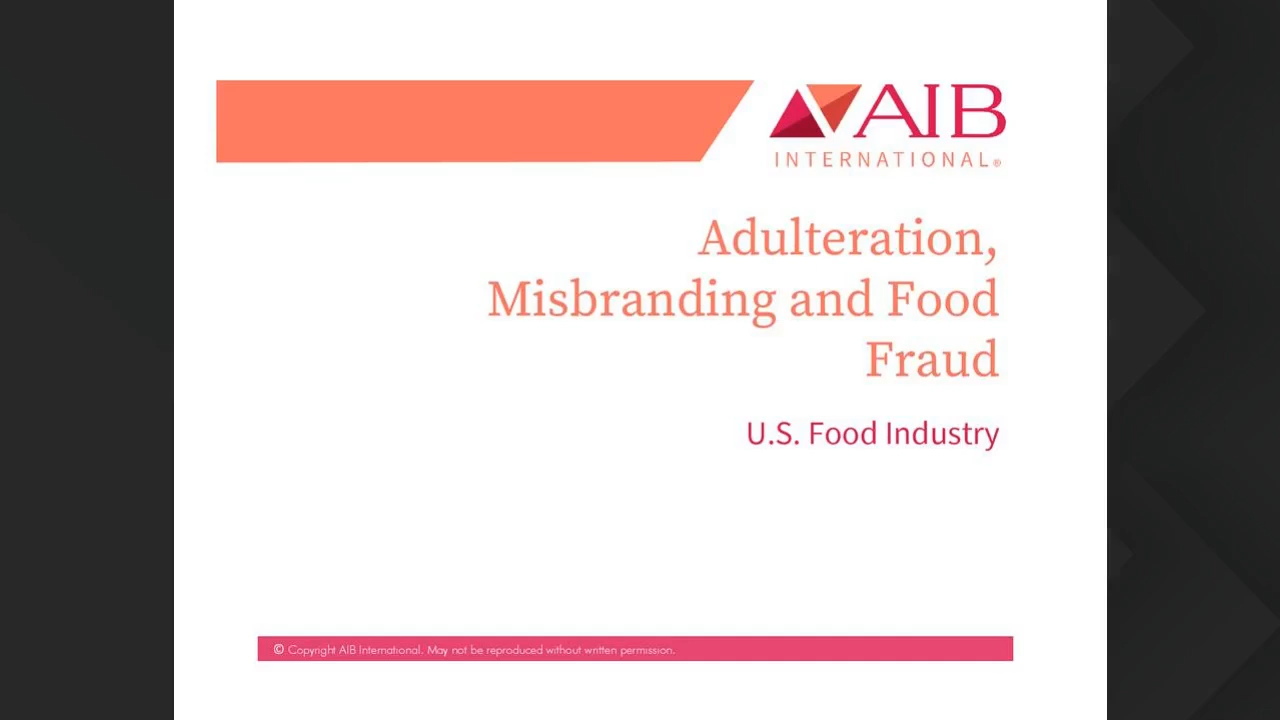 AIB
INTERNATIONAL®
Adulteration,
Misbranding and Food
Fraud
U.S. Food Industry
© Copyright AIB International. May not be reproduced without written permission.